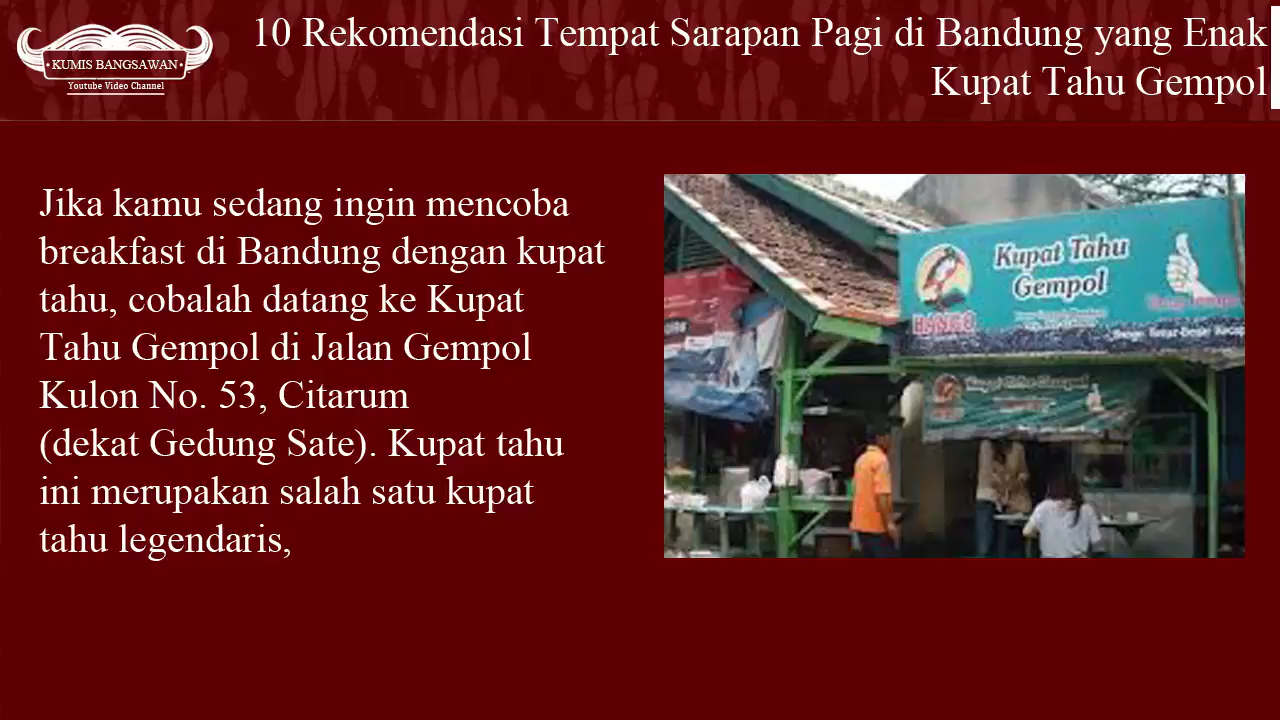 KUMIS BANGSAWAN
Youtube Video Channel
10 Rekomendasi Tempat Sarapan Pagi di Bandung yang Enak
Kupat Tahu Gempol
Jika kamu sedang ingin mencoba
breakfast di Bandung dengan kupat
tahu, cobalah datang ke Kupat
Tahu Gempol di Jalan Gempol
Kulon No. 53, Citarum
(dekat Gedung Sate). Kupat tahu
ini merupakan salah satu kupat
tahu legendaris,
Kupat Tahu
Gempol
BANGO